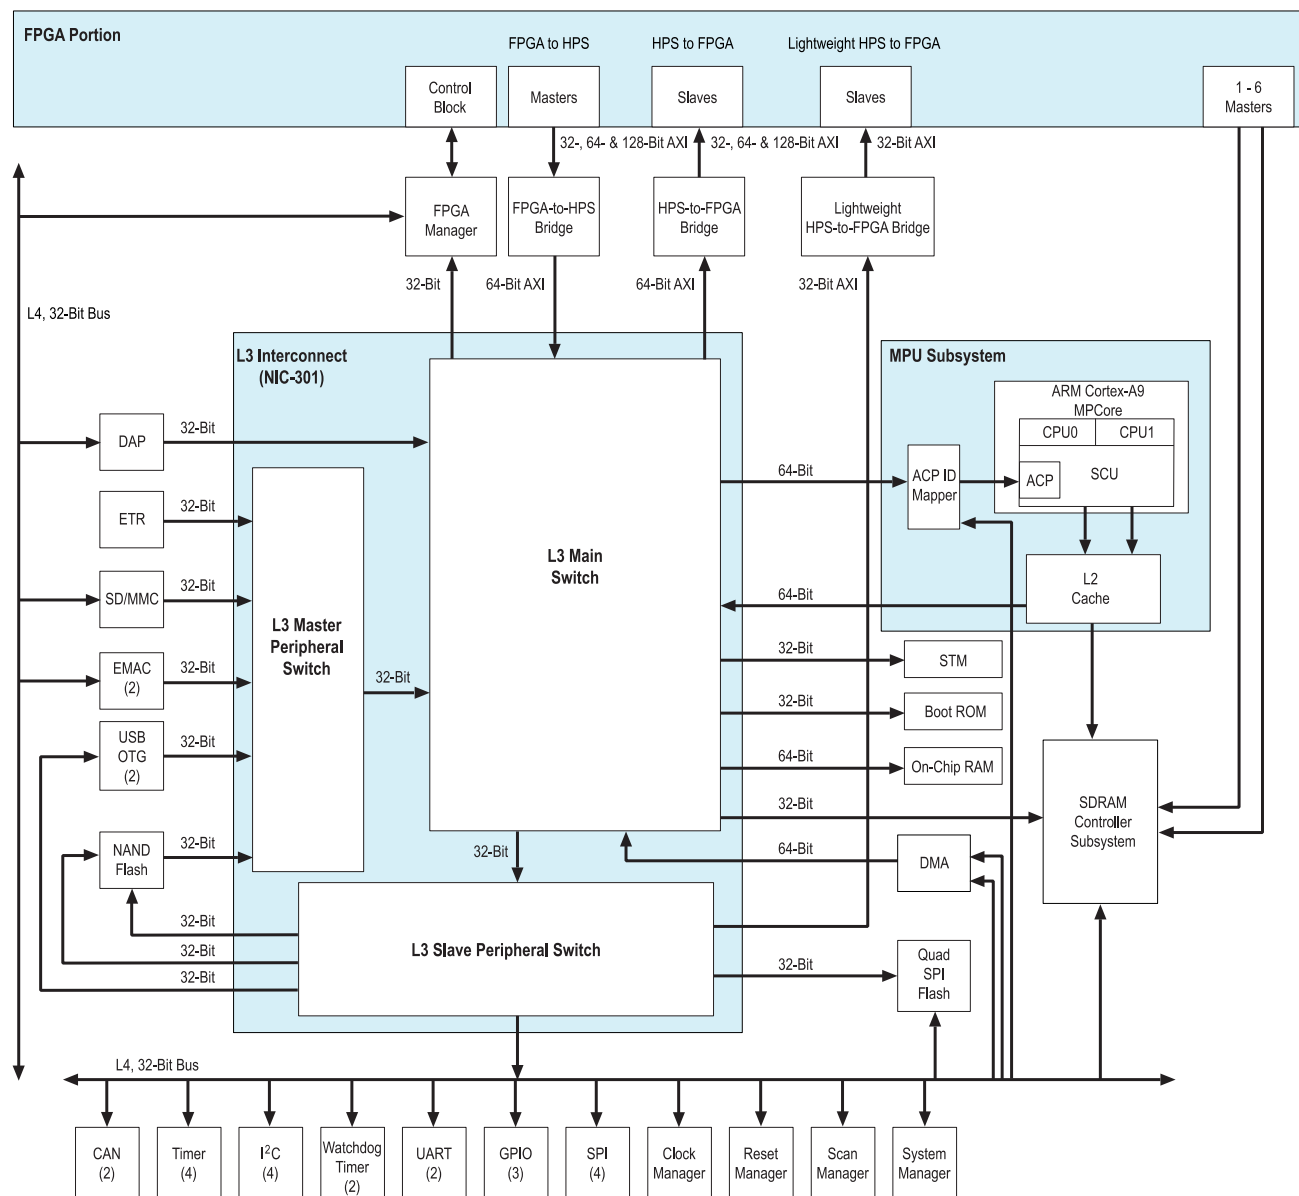 FPGA Portion
FPGA to HPS
HPS to FPGA
Lightweight HPS to FPGA
Control
Block
Masters
Slaves
Slaves
1 - 6
Masters
32-, 64- & 128-Bit AXI
32-, 64- & 128-Bit AXI
32-Bit AXI
FPGA
Manager
FPGA-to-HPS
Bridge
HPS-to-FPGA
Bridge
Lightweight
HPS-to-FPGA Bridge
32-Bit
64-Bit AXI
64-Bit AXI
32-Bit AXI
L4, 32-Bit Bus
L3 Interconnect
(NIC-301)
MPU Subsystem
ARM Cortex-A9
MPCore
CPU0
CPU1
SCU
ACP
ACP ID
Mapper
64-Bit
DAP
32-Bit
ETR
32-Bit
L3 Main
Switch
L2
Cache
64-Bit
SD/MMC
32-Bit
L3 Master
Peripheral
Switch
32-Bit
EMAC
(2)
32-Bit
32-Bit
STM
32-Bit
Boot ROM
USB
OTG
(2)
32-Bit
64-Bit
On-Chip RAM
32-Bit
SDRAM
Controller
Subsystem
NAND
Flash
32-Bit
32-Bit
64-Bit
DMA
32-Bit
32-Bit
32-Bit
L3 Slave Peripheral Switch
32-Bit
Quad
SPI
Flash
L4, 32-Bit Bus
CAN
(2)
Timer
(4)
I²C
(4)
Watchdog
Timer
(2)
UART
(2)
GPIO
(3)
SPI
(4)
Clock
Manager
Reset
Manager
Scan
Manager
System
Manager